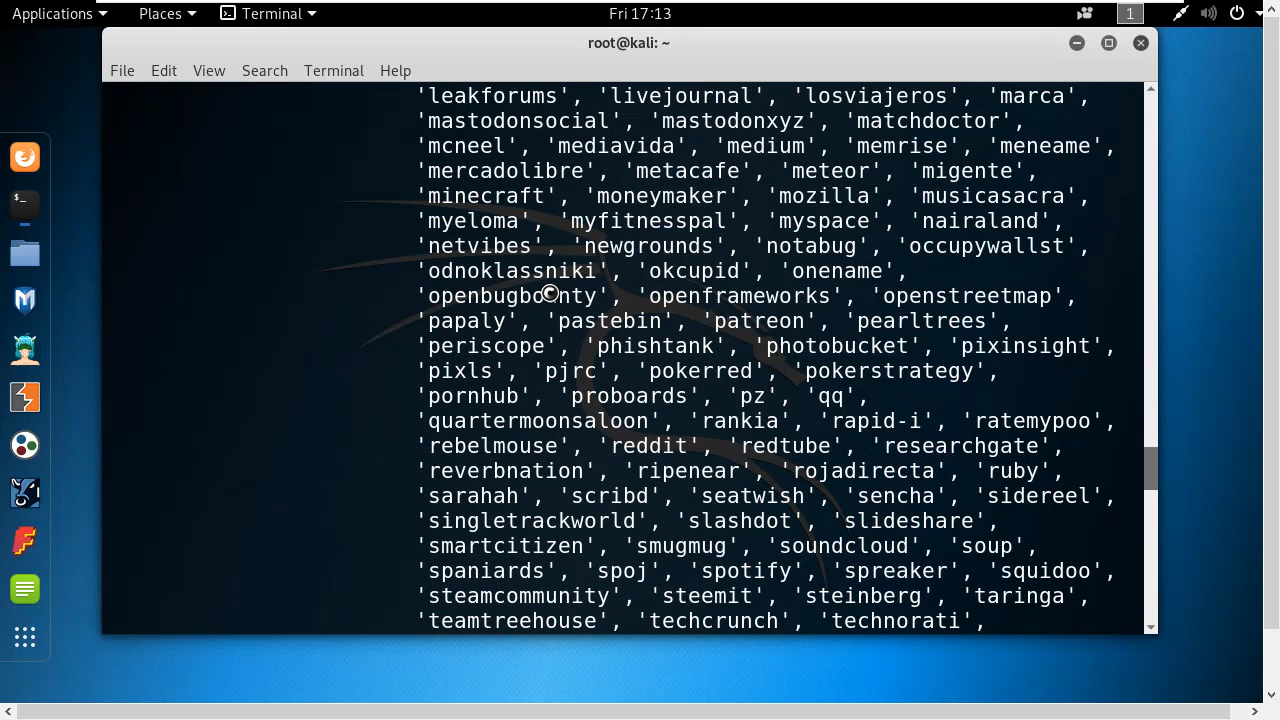 Applications Places Terminal Fri 17:13 1
root@kali: ~
File Edit View Search Terminal Help
'leakforums', 'livejournal', 'losviajeros', 'marca',
'mastodonsocial', 'mastodonxyz', 'matchdoctor',
'mcneel', 'mediavida', 'medium', 'memrise', 'meneame',
'mercadolibre', 'metacafe', 'meteor', 'migente',
'minecraft', 'moneymaker', 'mozilla', 'musicasacra',
'myeloma', 'myfitnesspal', 'myspace', 'nairaland',
'netvibes', 'newgrounds', 'notabug', 'occupywallst',
'odnoklassniki', 'okcupid', 'onename',
'openbugbounty', 'openframeworks', 'openstreetmap',
'papaly', 'pastebin', 'patreon', 'pearltrees',
'periscope', 'phishtank', 'photobucket', 'pixinsight',
'pixls', 'pjrc', 'pokerred', 'pokerstrategy',
'pornhub', 'proboards', 'pz', 'qq',
'quartermoonsaloon', 'rankia', 'rapid-i', 'ratemypoo',
'rebelmouse', 'reddit', 'redtube', 'researchgate',
'reverbnation', 'ripenear', 'rojadirecta', 'ruby',
'sarahah', 'scribd', 'seatwish', 'sencha', 'sidereel',
'singletrackworld', 'slashdot', 'slideshare',
'smartcitizen', 'smugmug', 'soundcloud', 'soup',
'spaniards', 'spoj', 'spotify', 'spreaker', 'squidoo',
'steamcommunity', 'steemit', 'steinberg', 'taringa',
'teamtreehouse', 'techcrunch', 'technorati',